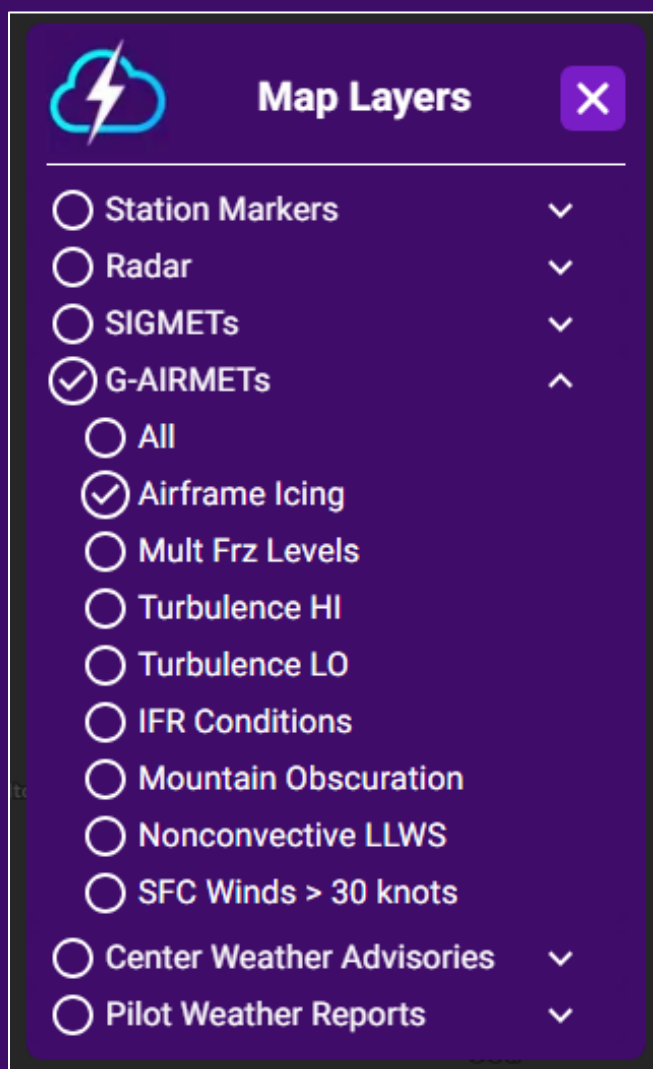 Map Layers
Station Markers
Radar
SIGMETs
G-AIRMETs
All
Airframe Icing
Mult Frz Levels
Turbulence HI
Turbulence LO
IFR Conditions
Mountain Obscuration
Nonconvective LLWS
SFC Winds > 30 knots
Center Weather Advisories
Pilot Weather Reports